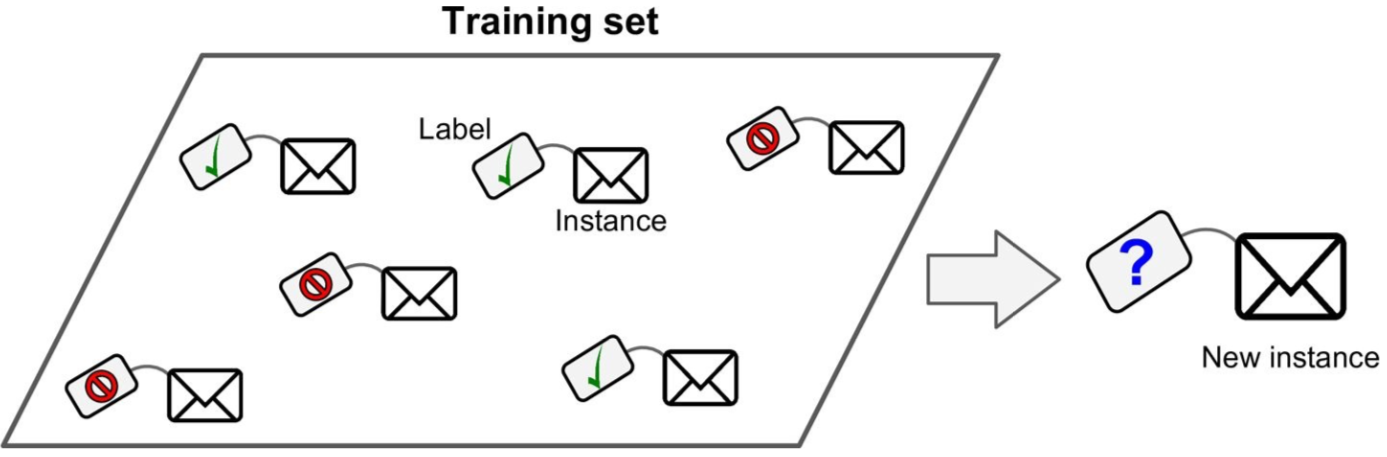 Training set
Label
Instance
?
New instance